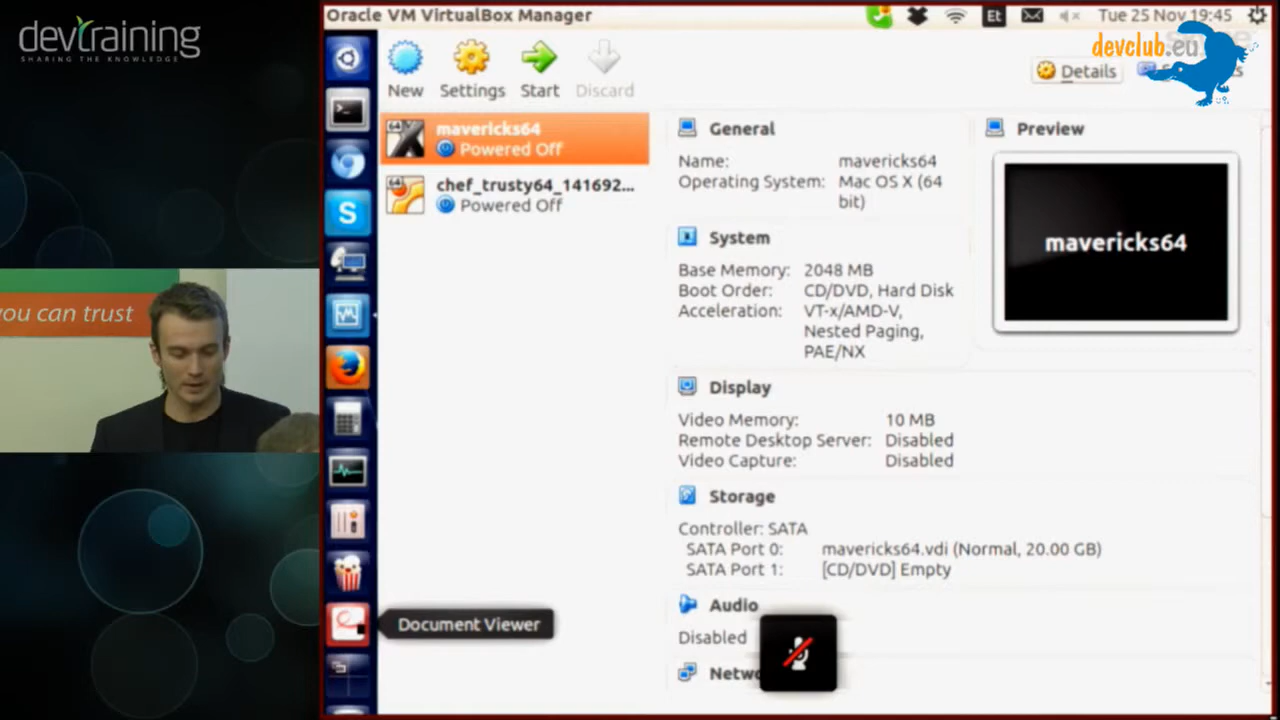 devtraining
SHARING THE KNOWLEDGE
you can trust
Oracle VM VirtualBox Manager
Et
Tue 25 Nov 19:45
devclub.eu
New
Settings
Start
Discard
Details
mavericks64
Powered Off
chef_trusty64_141692...
Powered Off
General
Name: mavericks64
Operating System: Mac OS X (64
bit)
System
Base Memory: 2048 MB
Boot Order: CD/DVD, Hard Disk
Acceleration: VT-x/AMD-V,
Nested Paging,
PAE/NX
Display
Video Memory: 10 MB
Remote Desktop Server: Disabled
Video Capture: Disabled
Storage
Controller: SATA
SATA Port 0: mavericks64.vdi (Normal, 20.00 GB)
SATA Port 1: [CD/DVD] Empty
Audio
Disabled
Preview
mavericks64
Document Viewer